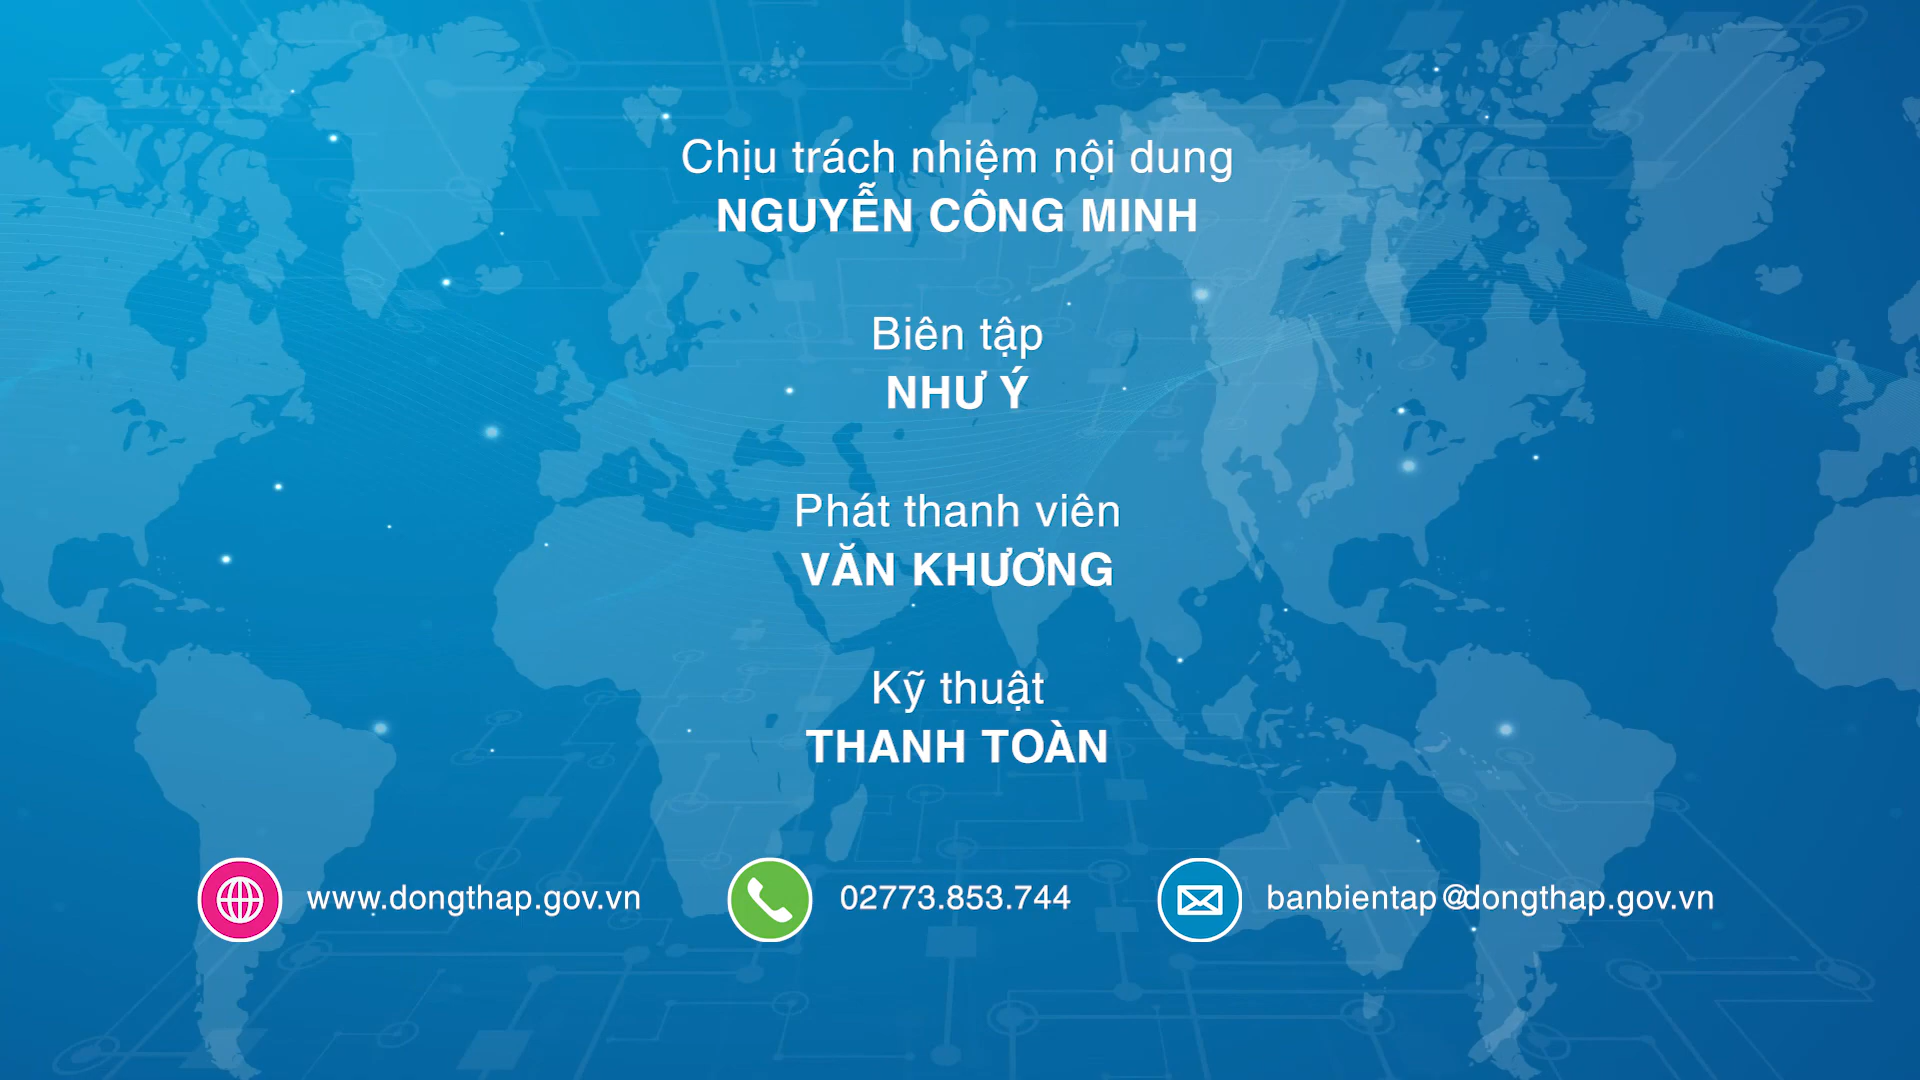 Chịu trách nhiệm nội dung
NGUYỄN CÔNG MINH
Biên tập
NHƯ Ý
Phát thanh viên
VĂN KHƯƠNG
Kỹ thuật
THANH TOÀN
www.dongthap.gov.vn
02773.853.744
banbientap@dongthap.gov.vn